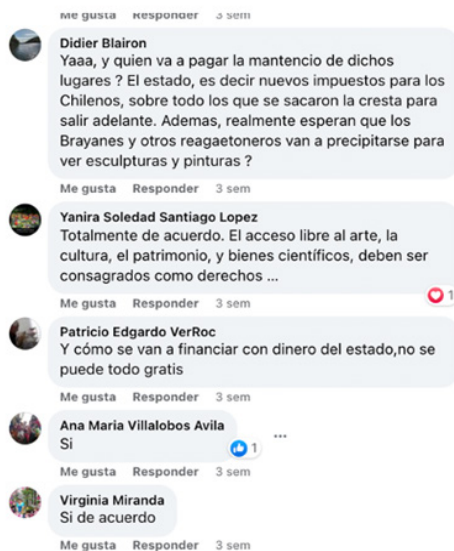 Me gusta Responder 3 sem
Didier Blairon
Yaaa, y quien va a pagar la mantencio de dichos
lugares ? El estado, es decir nuevos impuestos para los
Chilenos, sobre todo los que se sacaron la cresta para
salir adelante. Ademas, realmente esperan que los
Brayanes y otros reagaetoneros van a precipitarse para
ver esculpturas y pinturas ?
Me gusta Responder 3 sem
Yanira Soledad Santiago Lopez
Totalmente de acuerdo. El acceso libre al arte, la
cultura, el patrimonio, y bienes científicos, deben ser
consagrados como derechos ...
1
Me gusta Responder 3 sem
Patricio Edgardo VerRoc
Y cómo se van a financiar con dinero del estado,no se
puede todo gratis
Me gusta Responder 3 sem
Ana Maria Villalobos Avila
Si
1
Me gusta Responder 3 sem
Virginia Miranda
Si de acuerdo
Me gusta Responder 3 sem